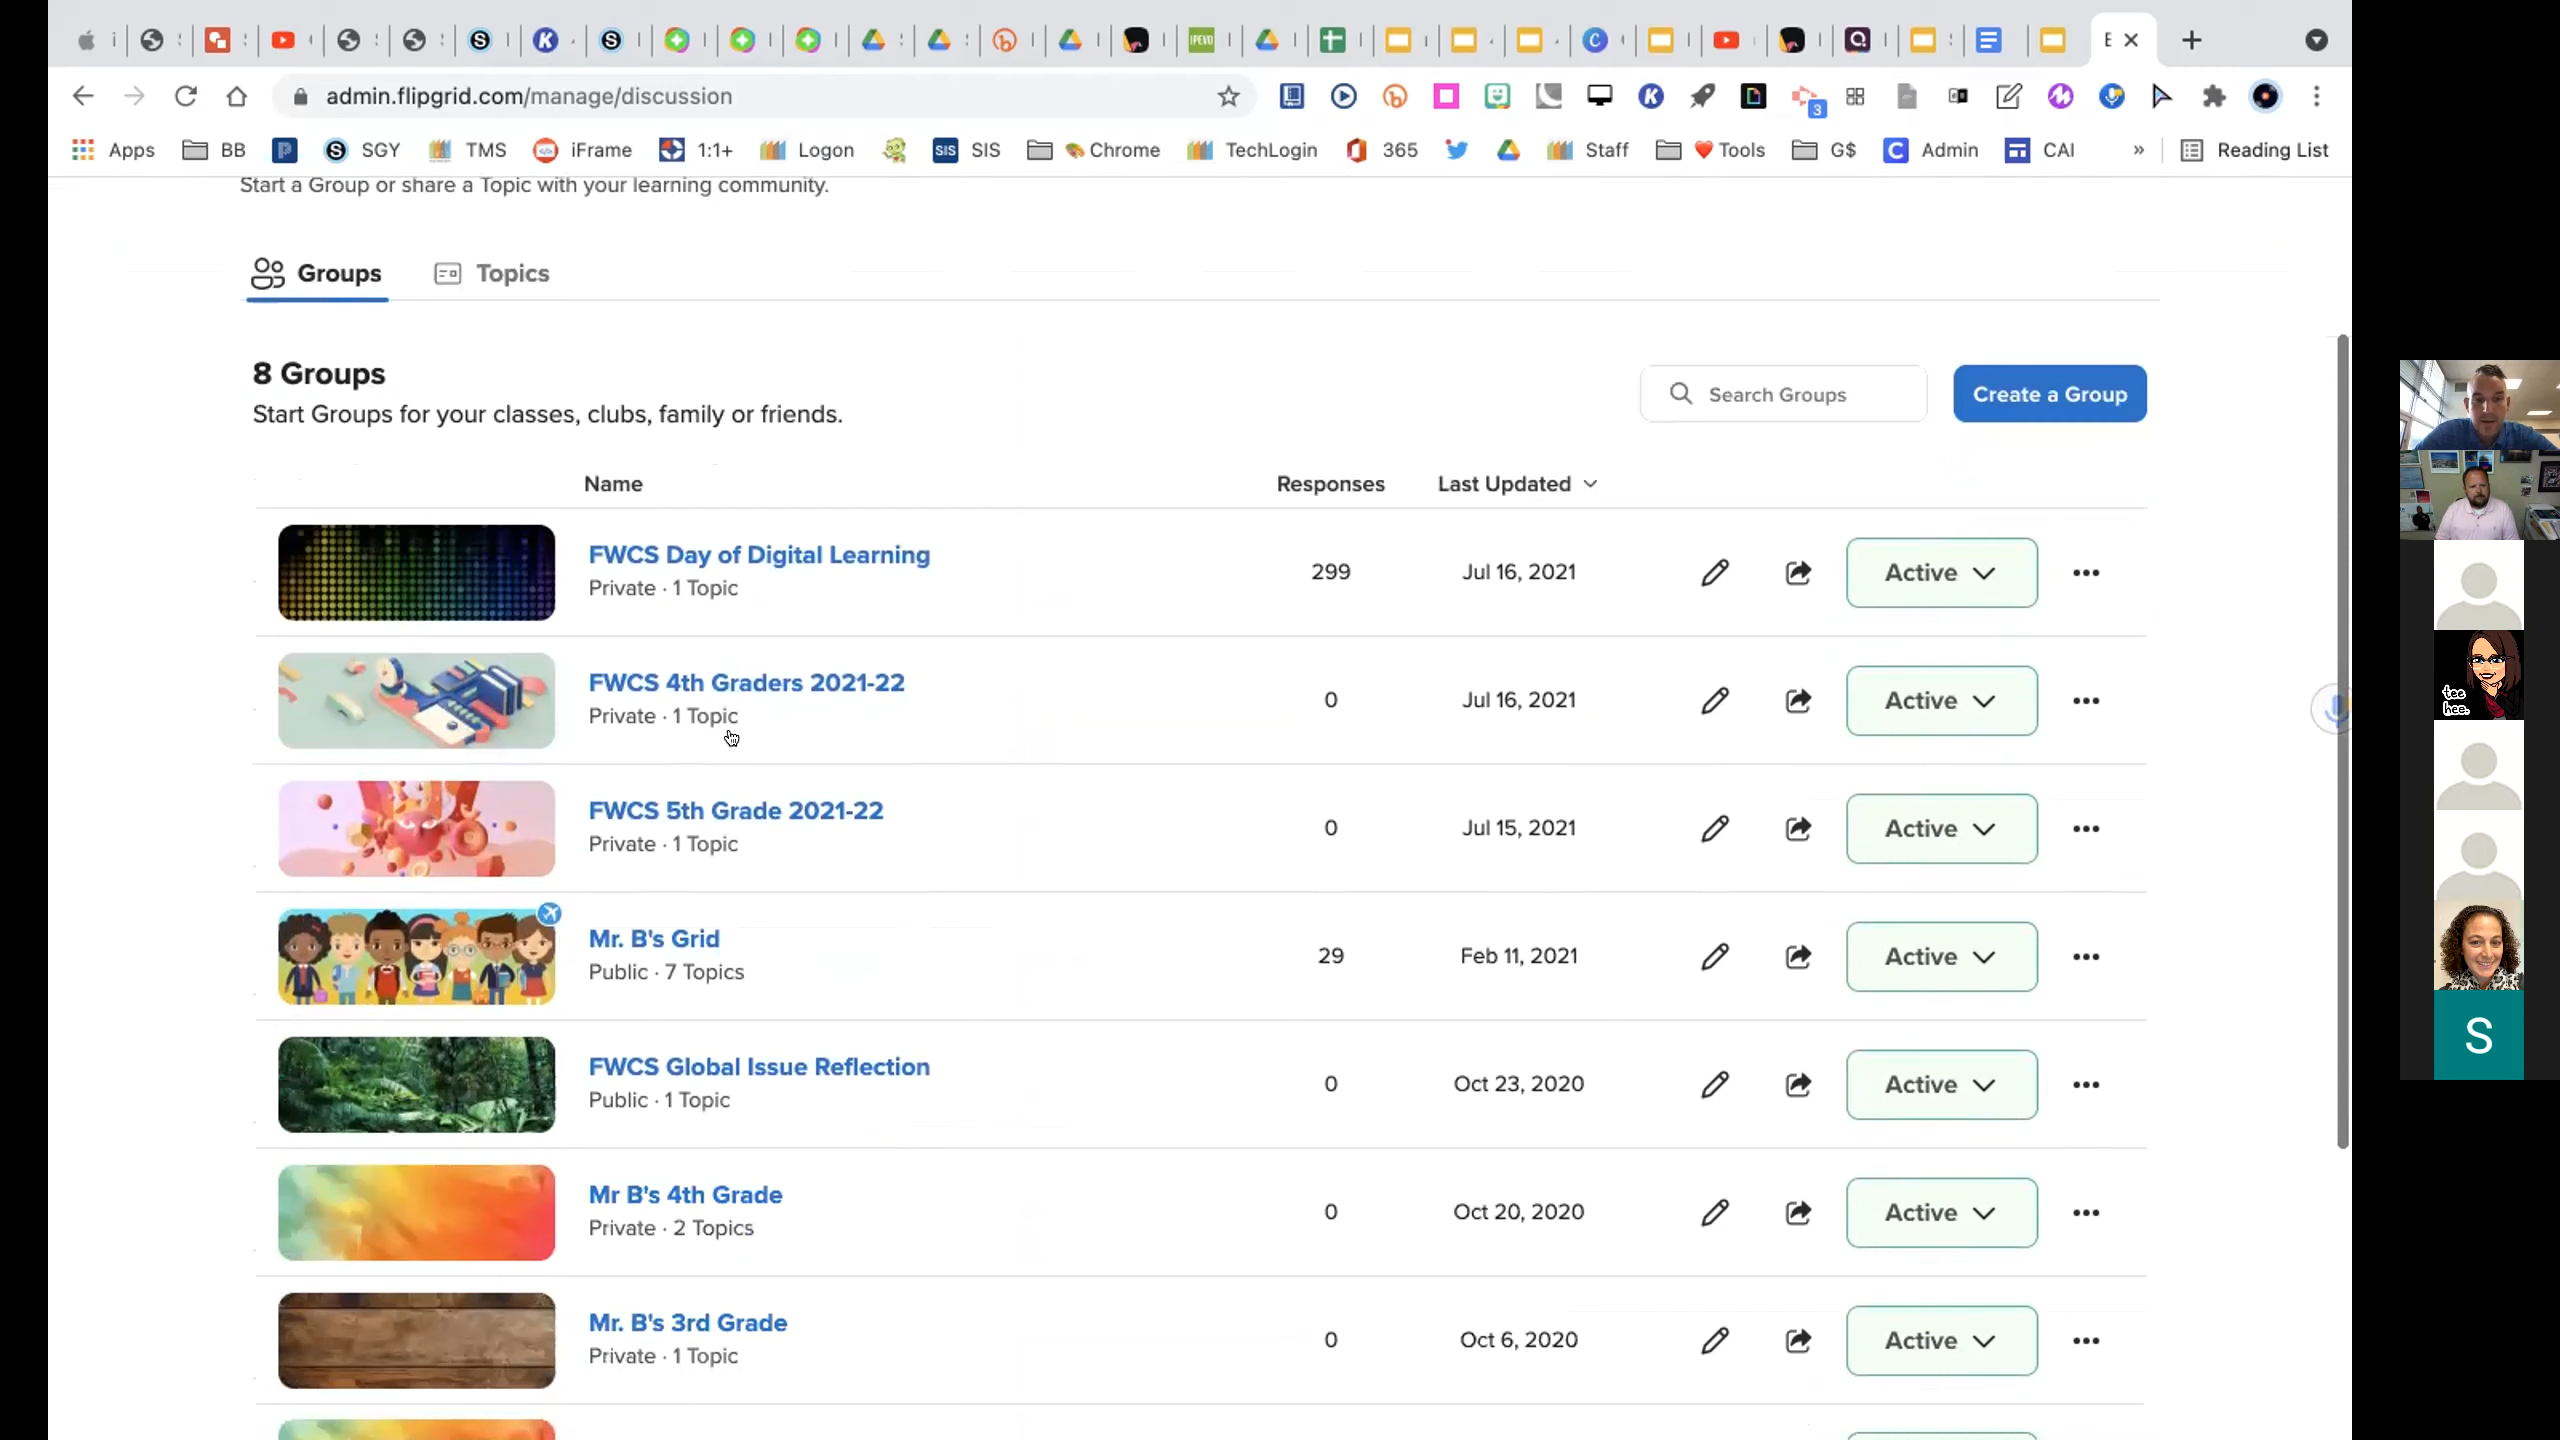 admin.flipgrid.com/manage/discussion
3
Apps BB SGY TMS iFrame 1:1+ Logon SIS SIS Chrome TechLogin 365 Staff Tools G$ Admin CAI » Reading List
Start a Group or share a Topic with your learning community.
Groups Topics
8 Groups
Start Groups for your classes, clubs, family or friends.
Search Groups
Create a Group
Name Responses Last Updated
FWCS Day of Digital Learning
Private · 1 Topic
299 Jul 16, 2021 Active
FWCS 4th Graders 2021-22
Private · 1 Topic
0 Jul 16, 2021 Active
FWCS 5th Grade 2021-22
Private · 1 Topic
0 Jul 15, 2021 Active
Mr. B's Grid
Public · 7 Topics
29 Feb 11, 2021 Active
FWCS Global Issue Reflection
Public · 1 Topic
0 Oct 23, 2020 Active
Mr B's 4th Grade
Private · 2 Topics
0 Oct 20, 2020 Active
Mr. B's 3rd Grade
Private · 1 Topic
0 Oct 6, 2020 Active
tee
hee.
S